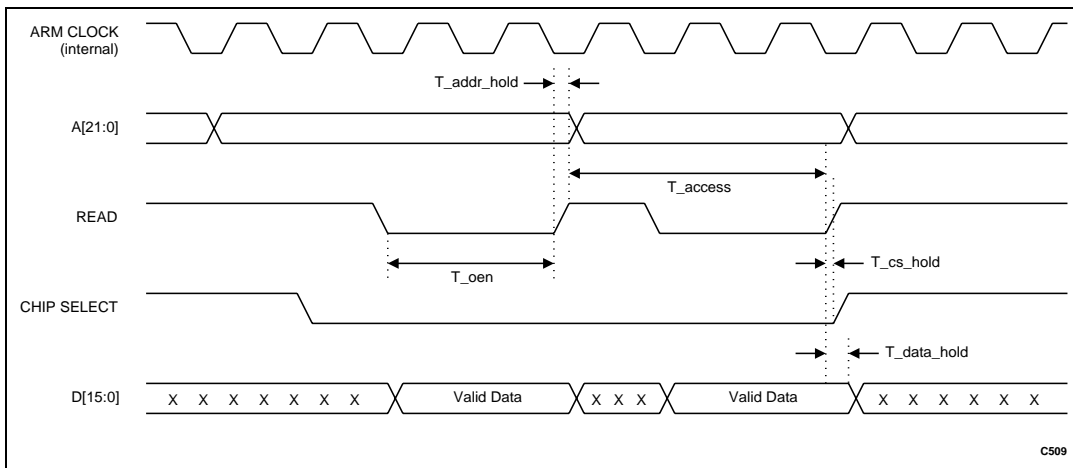 ARM CLOCK
(internal)
T_addr_hold
A[21:0]
T_access
READ
T_cs_hold
T_oen
CHIP SELECT
T_data_hold
D[15:0] X X X X X X X Valid Data X X X Valid Data X X X X X X
C509